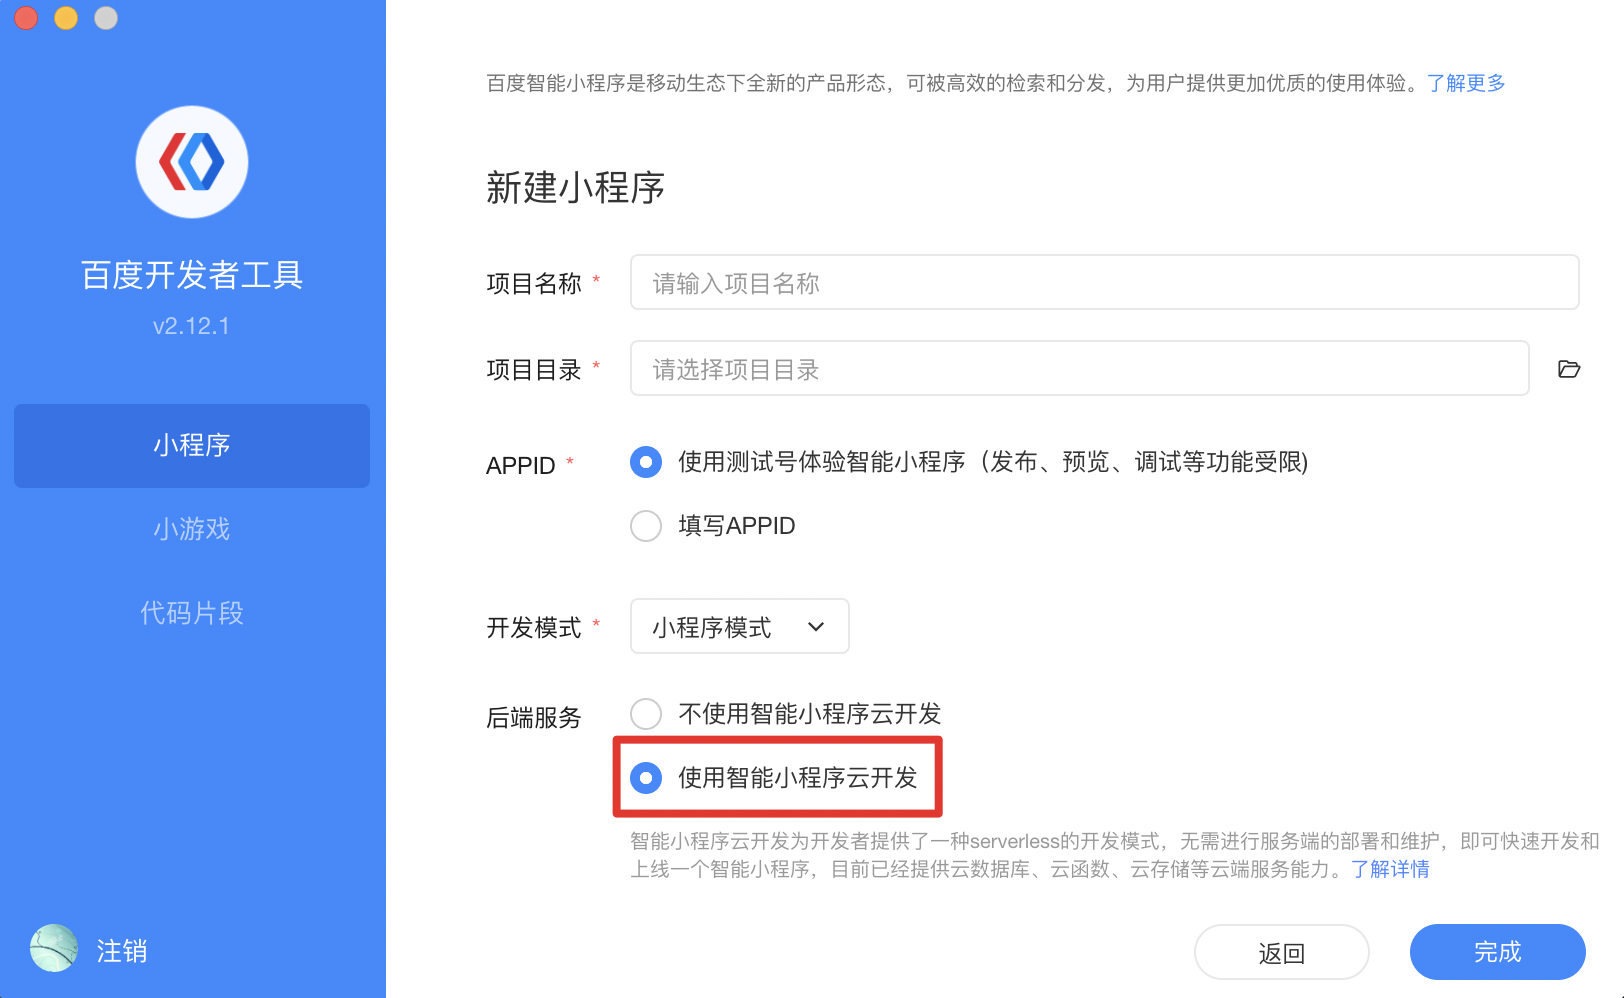 百度开发者工具
v2.12.1
小程序
小游戏
代码片段
注销
百度智能小程序是移动生态下全新的产品形态，可被高效的检索和分发，为用户提供更加优质的使用体验。了解更多
新建小程序
项目名称 * 请输入项目名称
项目目录 * 请选择项目目录
APPID * 使用测试号体验智能小程序（发布、预览、调试等功能受限)
填写APPID
开发模式 * 小程序模式
后端服务 不使用智能小程序云开发
使用智能小程序云开发
智能小程序云开发为开发者提供了一种serverless的开发模式，无需进行服务端的部署和维护，即可快速开发和
上线一个智能小程序，目前已经提供云数据库、云函数、云存储等云端服务能力。了解详情
返回 完成